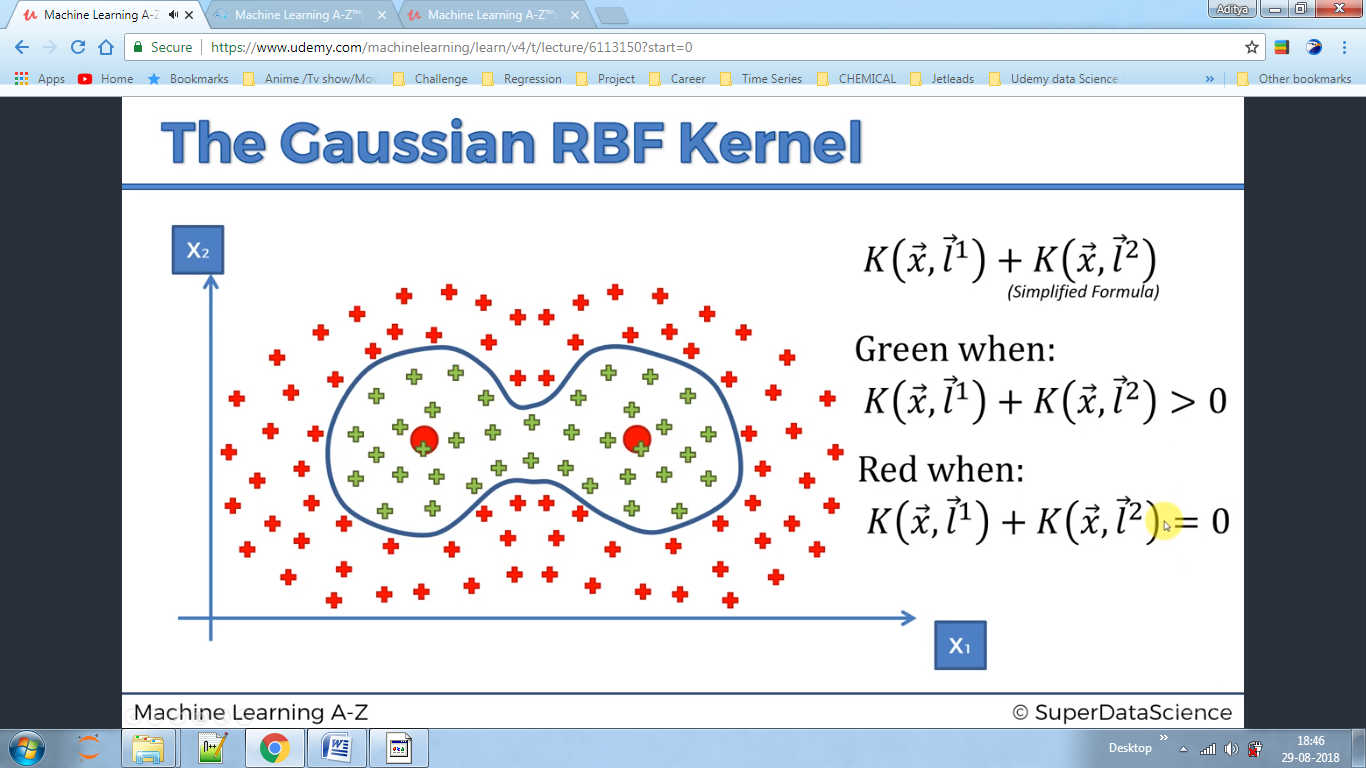 Machine Learning A-Z
Machine Learning A-Z™:
Machine Learning A-Z™:
Aditya
Secure
https://www.udemy.com/machinelearning/learn/v4/t/lecture/6113150?start=0
Apps
Home
Bookmarks
Anime /Tv show/Mov
Challenge
Regression
Project
Career
Time Series
CHEMICAL
Jetleads
Udemy data Science
»
Other bookmarks
The Gaussian RBF Kernel
X₂
K(x⃗, l⃗¹) + K(x⃗, l⃗²)
(Simplified Formula)
Green when:
K(x⃗, l⃗¹) + K(x⃗, l⃗²) > 0
Red when:
K(x⃗, l⃗¹) + K(x⃗, l⃗²) = 0
X₁
Machine Learning A-Z
© SuperDataScience
N++
W
Desktop
»
18:46
29-08-2018